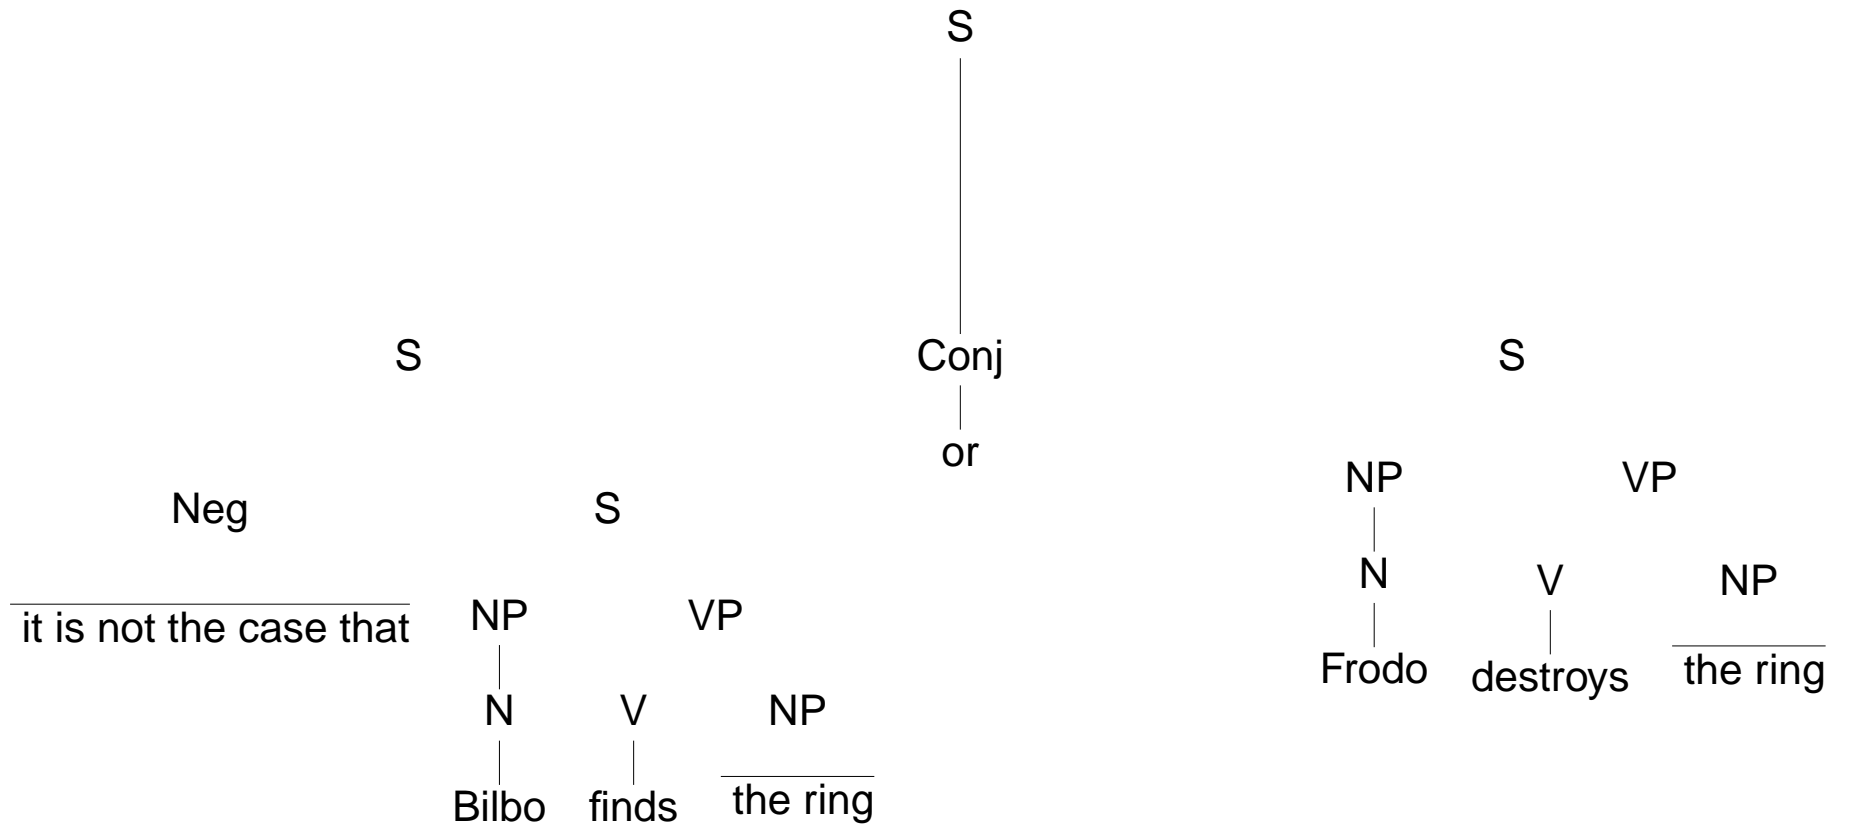 S
S Conj S
or
NP VP
Neg S
N V NP
it is not the case that NP VP
Frodo destroys the ring
N V NP
Bilbo finds the ring